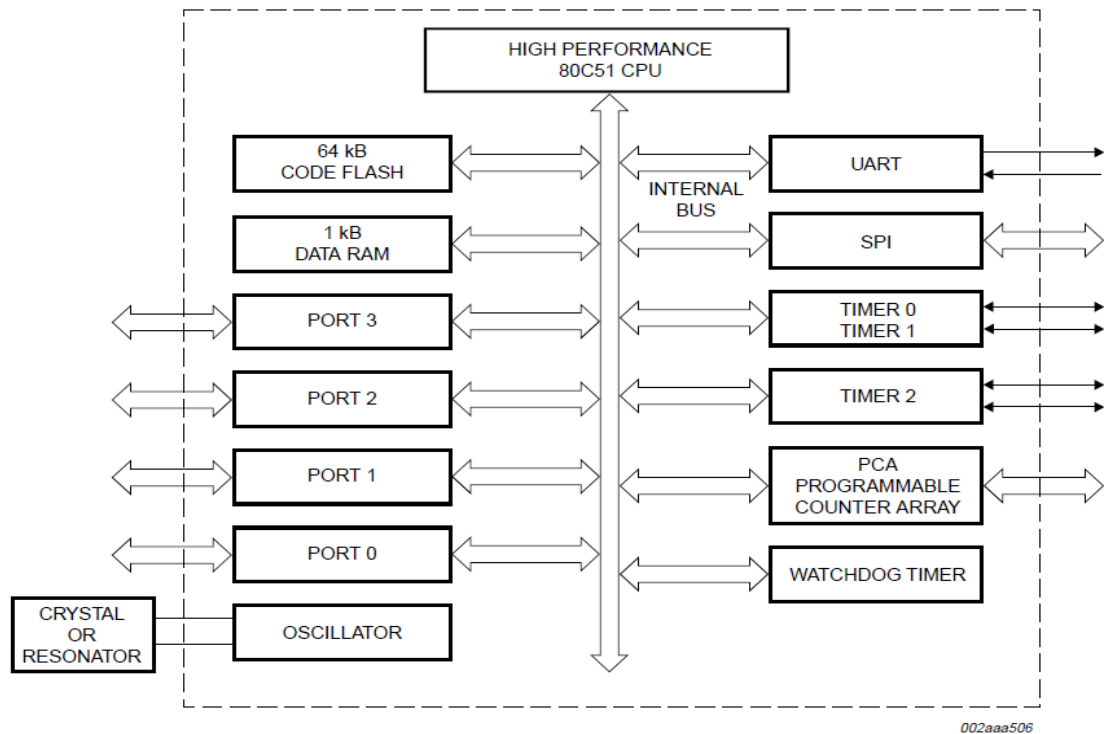 HIGH PERFORMANCE
80C51 CPU
64 kB
CODE FLASH
UART
INTERNAL
BUS
1 kB
DATA RAM
SPI
PORT 3
TIMER 0
TIMER 1
PORT 2
TIMER 2
PORT 1
PCA
PROGRAMMABLE
COUNTER ARRAY
PORT 0
WATCHDOG TIMER
CRYSTAL
OR
RESONATOR
OSCILLATOR
002aaa506